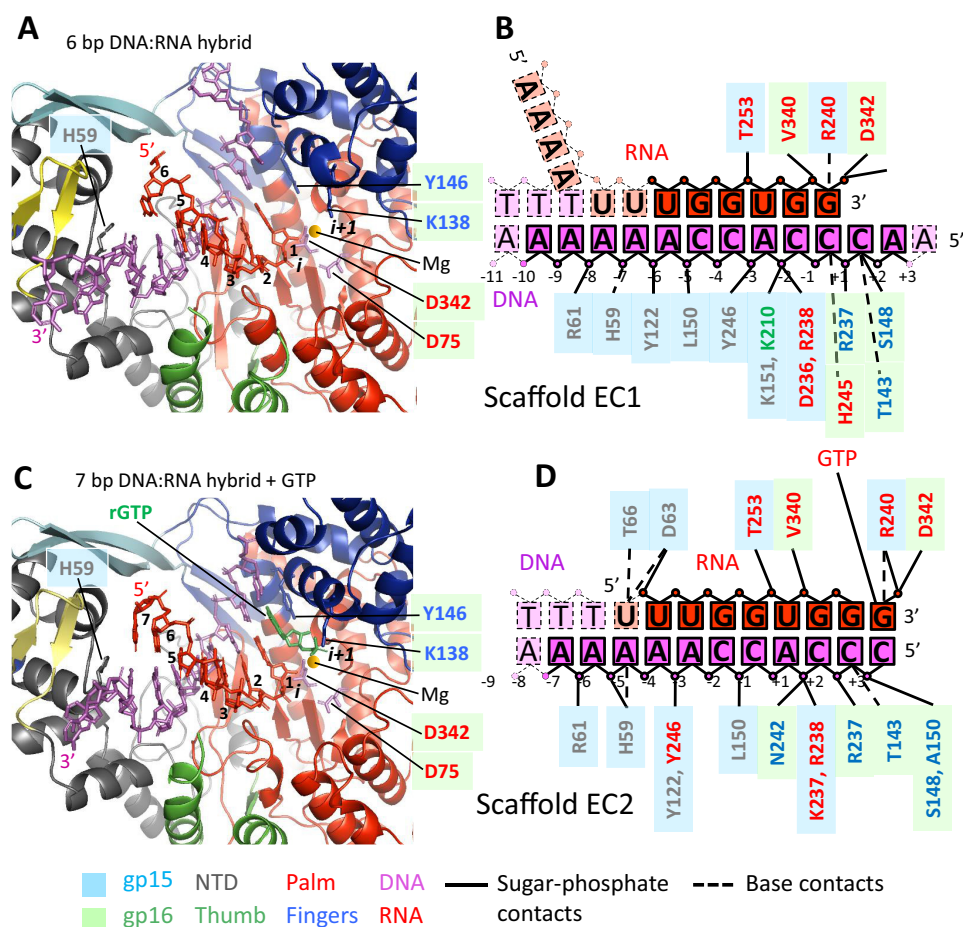 A
6 bp DNA:RNA hybrid
H59
5'
6
5
4
3
2
1
i
i+1
3'
Y146
K138
Mg
D342
D75
B
5'
A
A
A
A
RNA
T253
V340
R240
D342
T T T U U U G G U G G 3'
A A A A A A C C A C C C A A 5'
-11 -10 -8 -7 -6 -5 -4 -3 -2 -1 +1 +2 +3
DNA
R61
H59
Y122
L150
Y246
K151, K210
D236, R238
H245
R237
T143
S148
Scaffold EC1
C
7 bp DNA:RNA hybrid + GTP
rGTP
H59
5'
7
6
5
4
3
2
1
i
i+1
3'
Y146
K138
Mg
D342
D75
D
GTP
T66
D63
T253
V340
R240
D342
DNA
5'
RNA
T T T U U U G G U G G G 3'
A A A A A C C A C C C 5'
-9 -8 -7 -6 -5 -4 -3 -2 -1 +1 +2 +3
R61
H59
Y122, Y246
L150
N242
K237, R238
R237
T143
S148, A150
Scaffold EC2
gp15 NTD Palm DNA Sugar-phosphate contacts Base contacts
gp16 Thumb Fingers RNA